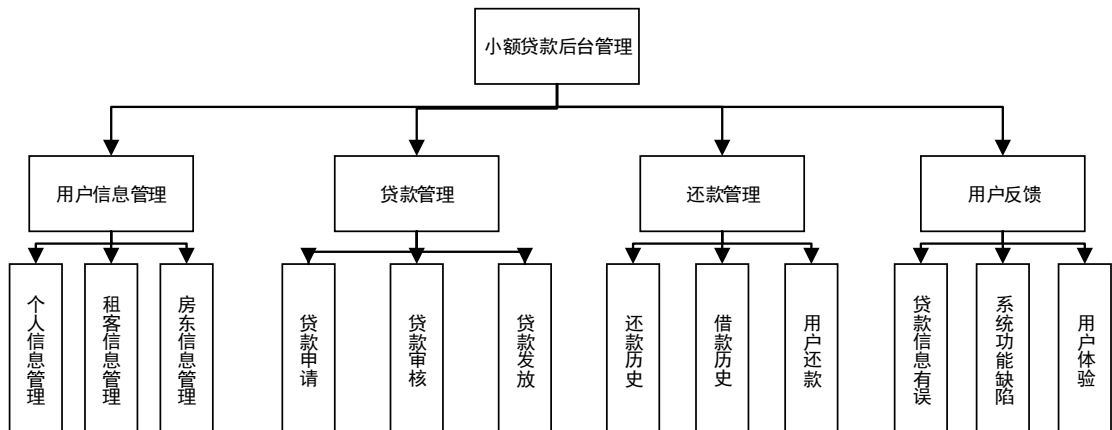 小额贷款后台管理
用户信息管理
贷款管理
还款管理
用户反馈
个人信息管理
租客信息管理
房东信息管理
贷款申请
贷款审核
贷款发放
还款历史
借款历史
用户还款
贷款信息有误
系统功能缺陷
用户体验